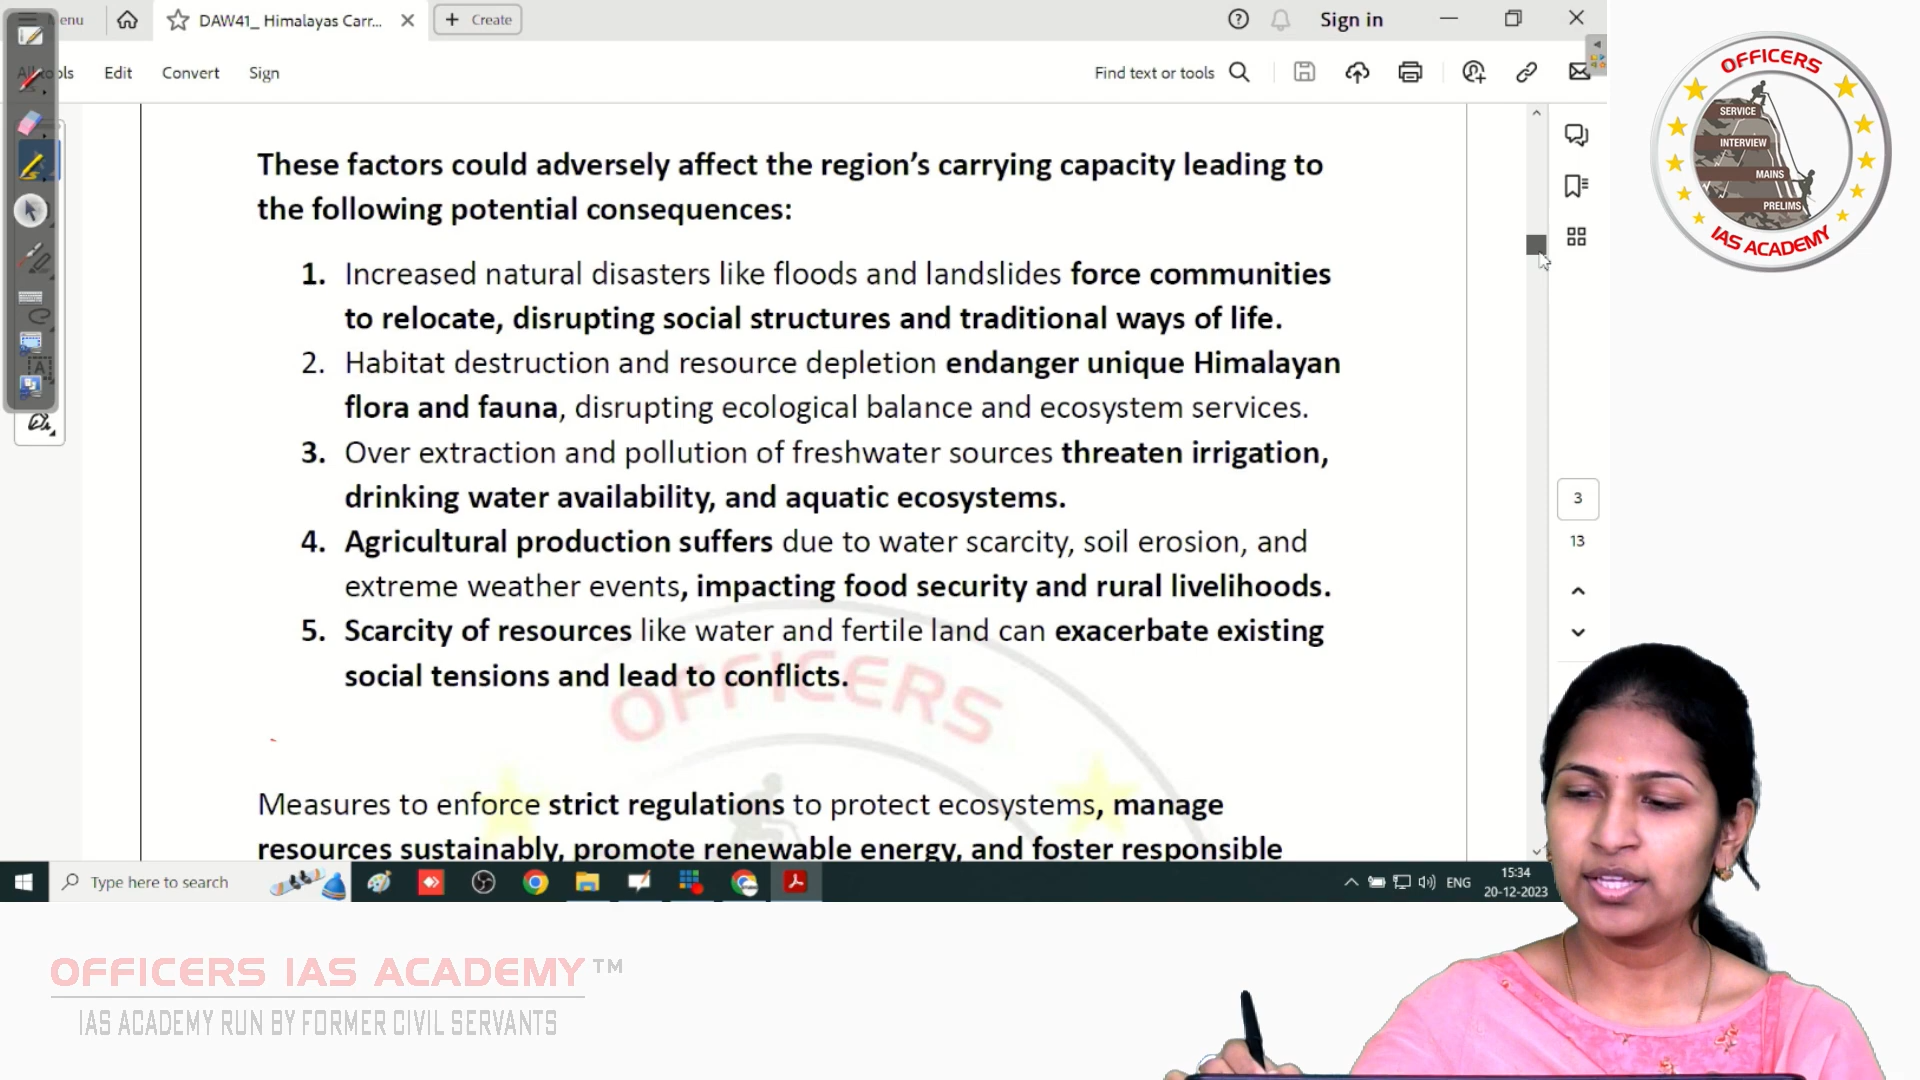 Menu
DAW41_ Himalayas Carr...
Create
Sign in
All tools
Edit
Convert
Sign
Find text or tools
OFFICERS
SERVICE
INTERVIEW
MAINS
PRELIMS
IAS ACADEMY
These factors could adversely affect the region's carrying capacity leading to
the following potential consequences:
1. Increased natural disasters like floods and landslides force communities
to relocate, disrupting social structures and traditional ways of life.
2. Habitat destruction and resource depletion endanger unique Himalayan
flora and fauna, disrupting ecological balance and ecosystem services.
3. Over extraction and pollution of freshwater sources threaten irrigation,
drinking water availability, and aquatic ecosystems.
4. Agricultural production suffers due to water scarcity, soil erosion, and
extreme weather events, impacting food security and rural livelihoods.
5. Scarcity of resources like water and fertile land can exacerbate existing
social tensions and lead to conflicts.
OFFICERS
3
13
Measures to enforce strict regulations to protect ecosystems, manage
resources sustainably, promote renewable energy, and foster responsible
Type here to search
ENG
15:34
20-12-2023
OFFICERS IAS ACADEMY™
IAS ACADEMY RUN BY FORMER CIVIL SERVANTS